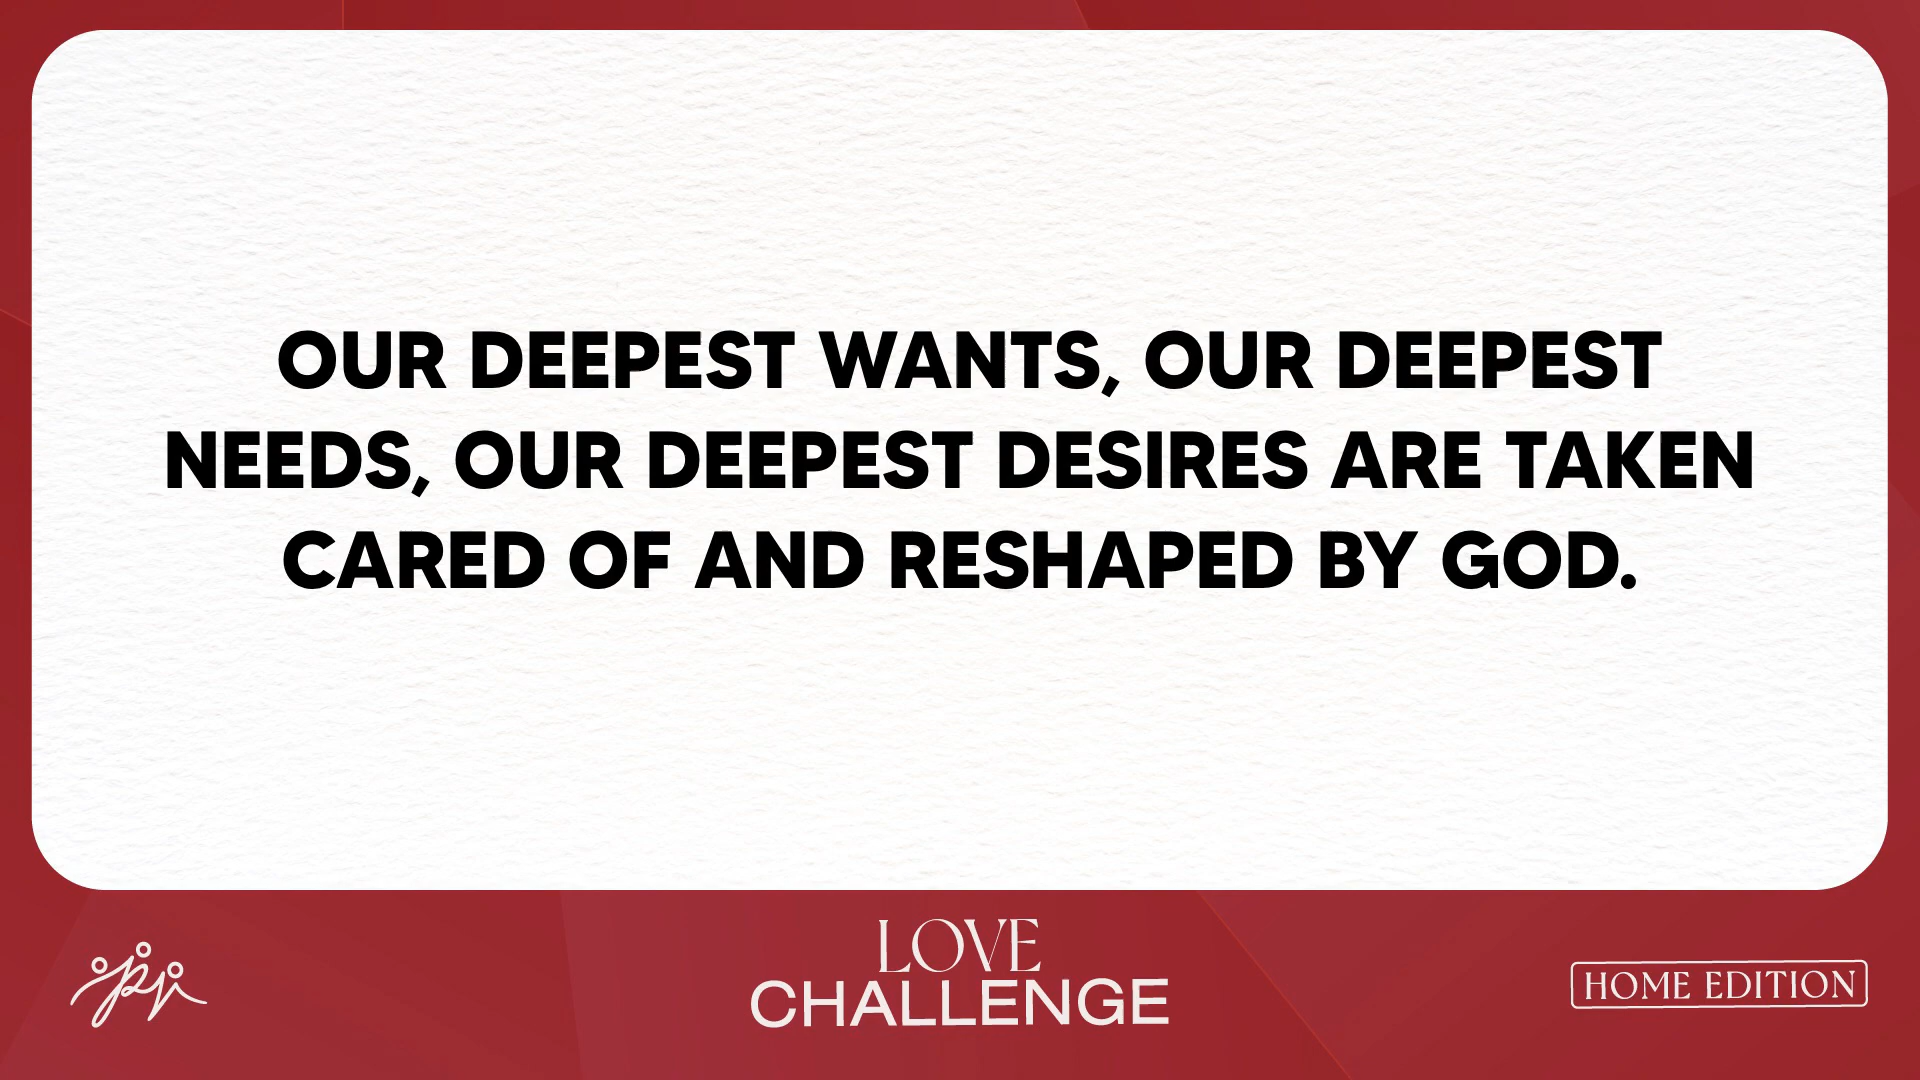 OUR DEEPEST WANTS, OUR DEEPEST
NEEDS, OUR DEEPEST DESIRES ARE TAKEN
CARED OF AND RESHAPED BY GOD.
LOVE
CHALLENGE
HOME EDITION